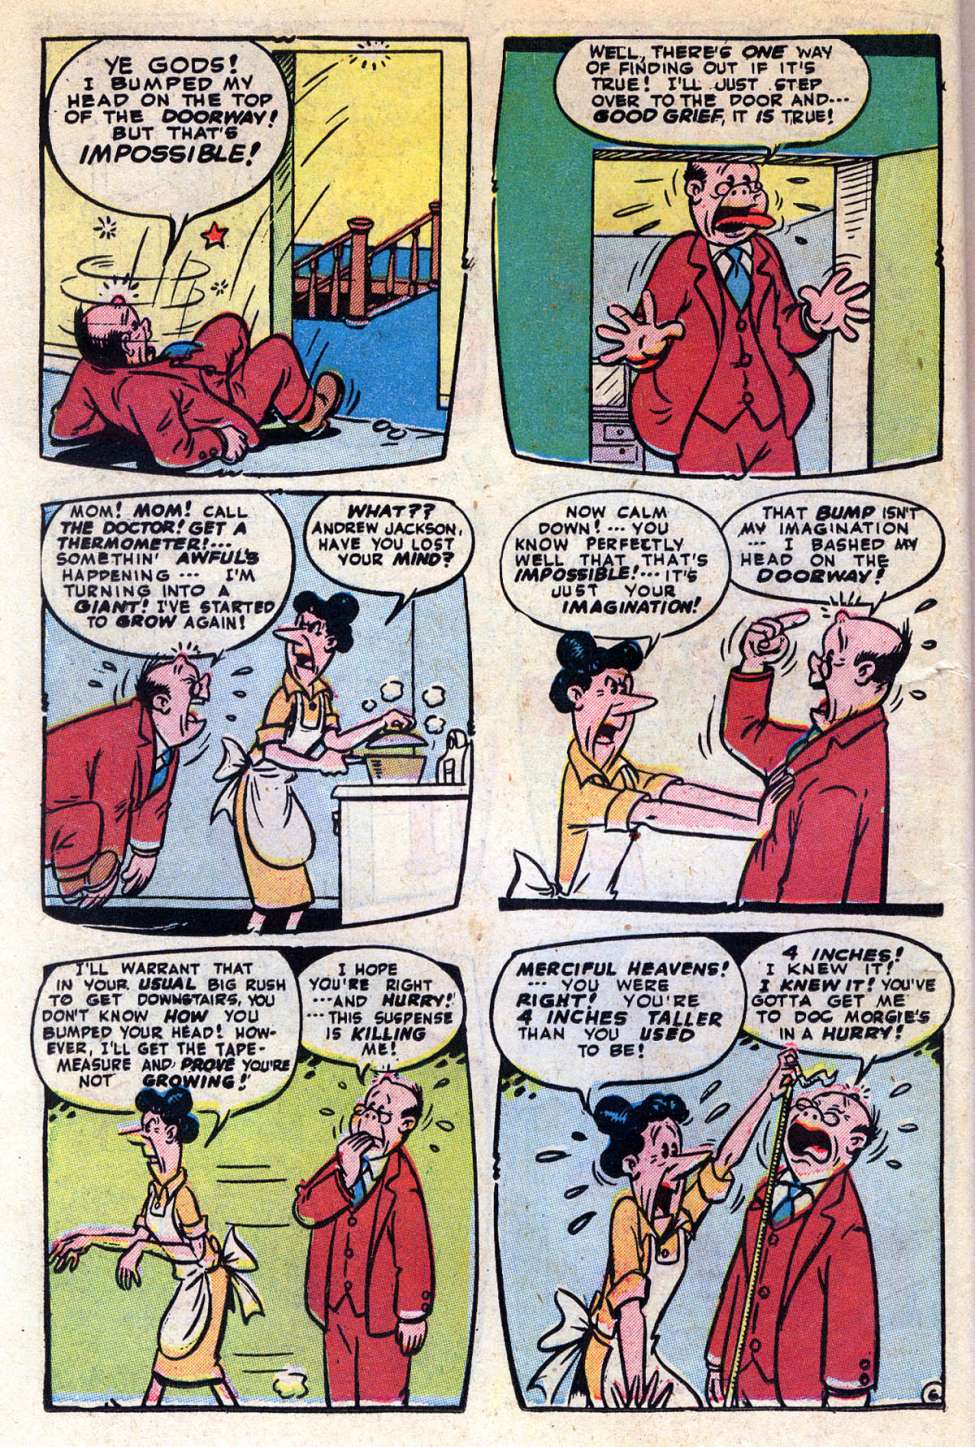 YE GODS!
I BUMPED MY
HEAD ON THE TOP
OF THE DOORWAY!
BUT THAT'S
IMPOSSIBLE!
WELL, THERE'S ONE WAY
OF FINDING OUT IF IT'S
TRUE! I'LL JUST STEP
OVER TO THE DOOR AND---
GOOD GRIEF, IT IS TRUE!
MOM! MOM! CALL
THE DOCTOR! GET A
THERMOMETER!---
SOMETHIN' AWFUL'S
HAPPENING --- I'M
TURNING INTO A
GIANT! I'VE STARTED
TO GROW AGAIN!
WHAT??
ANDREW JACKSON,
HAVE YOU LOST
YOUR MIND?
NOW CALM
DOWN! --- YOU
KNOW PERFECTLY
WELL THAT THAT'S
IMPOSSIBLE!--- IT'S
JUST YOUR
IMAGINATION!
THAT BUMP ISN'T
MY IMAGINATION
--- I BASHED MY
HEAD ON THE
DOORWAY!
I'LL WARRANT THAT
IN YOUR USUAL BIG RUSH
TO GET DOWNSTAIRS, YOU
DON'T KNOW HOW YOU
BUMPED YOUR HEAD! HOW-
EVER, I'LL GET THE TAPE-
MEASURE AND PROVE YOU'RE
NOT GROWING!
I HOPE
YOU'RE RIGHT
---AND HURRY!
---THIS SUSPENSE
IS KILLING
ME!
MERCIFUL HEAVENS!
--- YOU WERE
RIGHT! YOU'RE
4 INCHES TALLER
THAN YOU USED
TO BE!
4 INCHES!
I KNEW IT!
I KNEW IT! YOU'VE
GOTTA GET ME
TO DOC MORGIE'S
IN A HURRY!
6